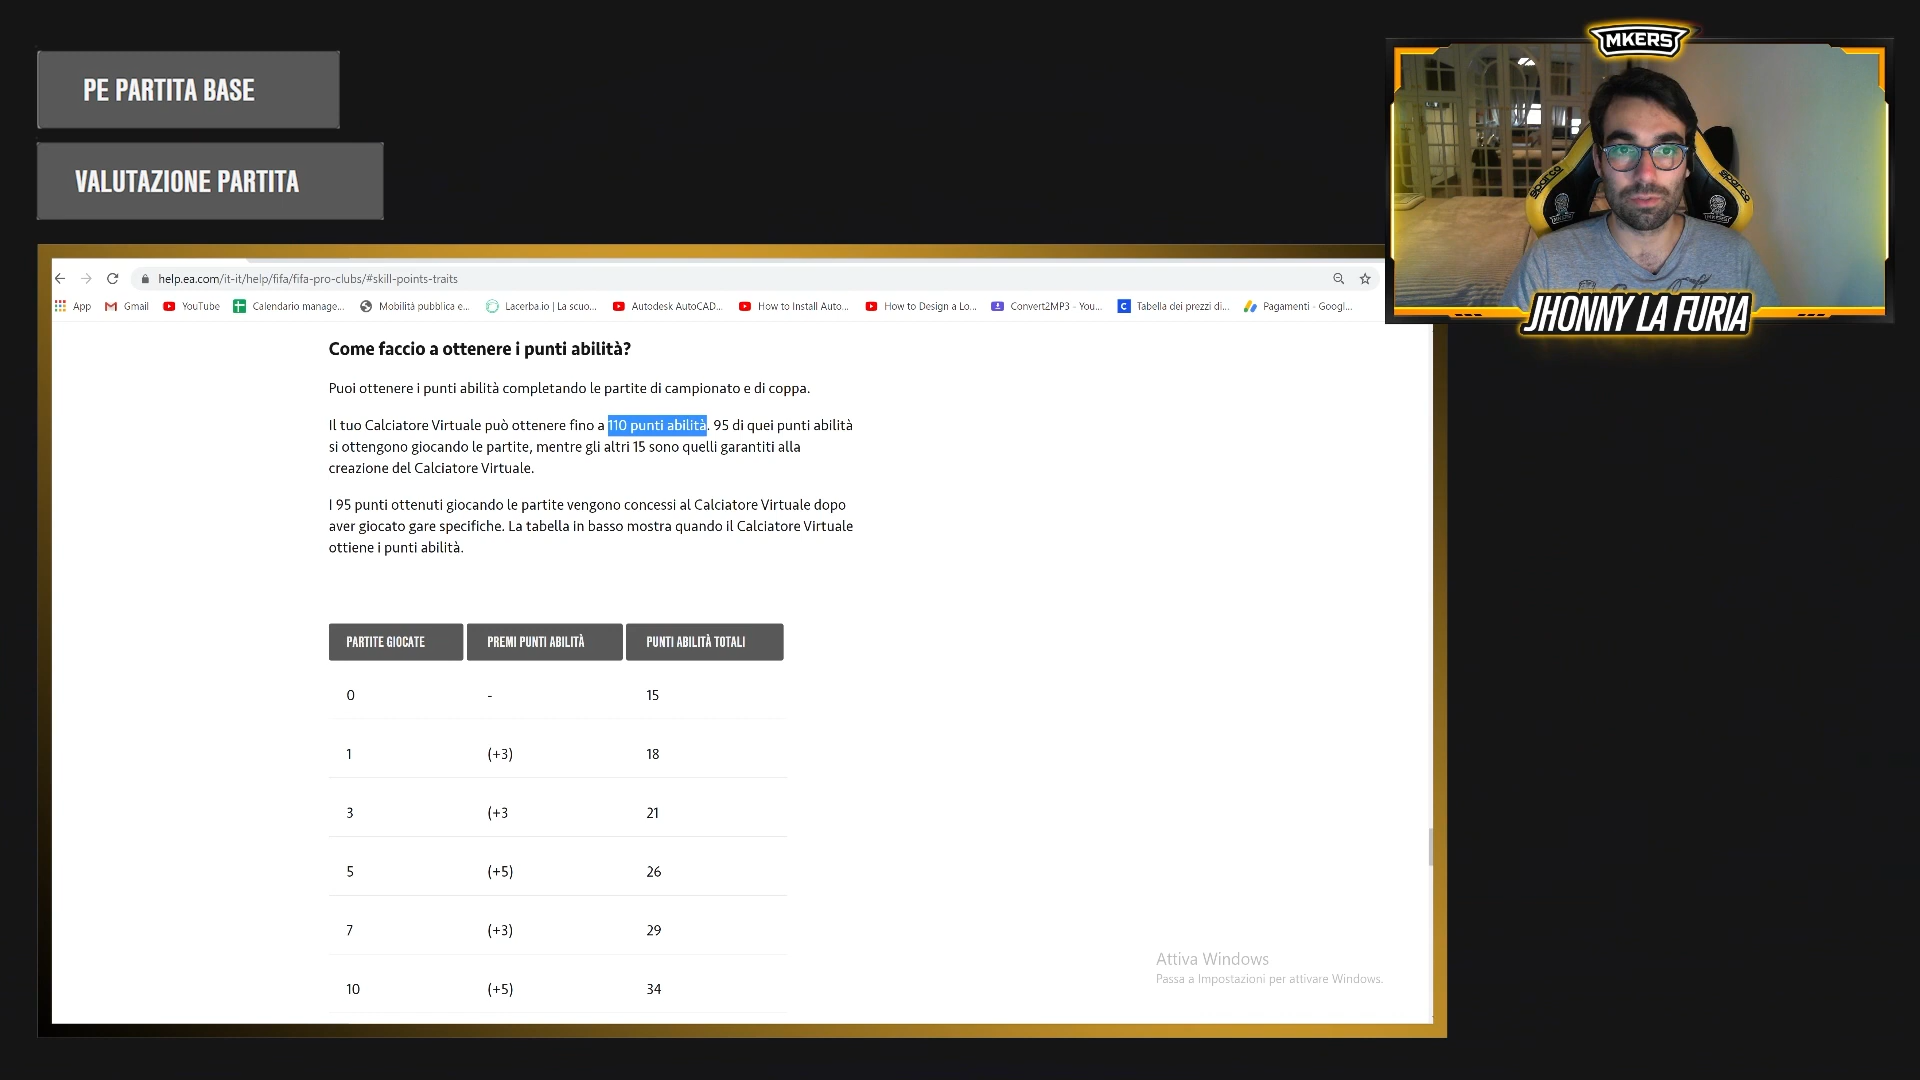 PE PARTITA BASE
VALUTAZIONE PARTITA
MKERS
sparco
sparco
JHONNY LA FURIA
help.ea.com/it-it/help/fifa/fifa-pro-clubs/#skill-points-traits
App Gmail YouTube Calendario manage... Mobilità pubblica e... Lacerba.io | La scuo... Autodesk AutoCAD... How to Install Auto... How to Design a Lo... Convert2MP3 - You... Tabella dei prezzi di... Pagamenti - Googl...
Come faccio a ottenere i punti abilità?
Puoi ottenere i punti abilità completando le partite di campionato e di coppa.
Il tuo Calciatore Virtuale può ottenere fino a 110 punti abilità. 95 di quei punti abilità
si ottengono giocando le partite, mentre gli altri 15 sono quelli garantiti alla
creazione del Calciatore Virtuale.
I 95 punti ottenuti giocando le partite vengono concessi al Calciatore Virtuale dopo
aver giocato gare specifiche. La tabella in basso mostra quando il Calciatore Virtuale
ottiene i punti abilità.
PARTITE GIOCATE PREMI PUNTI ABILITÀ PUNTI ABILITÀ TOTALI
0 - 15
1 (+3) 18
3 (+3 21
5 (+5) 26
7 (+3) 29
10 (+5) 34
Attiva Windows
Passa a Impostazioni per attivare Windows.